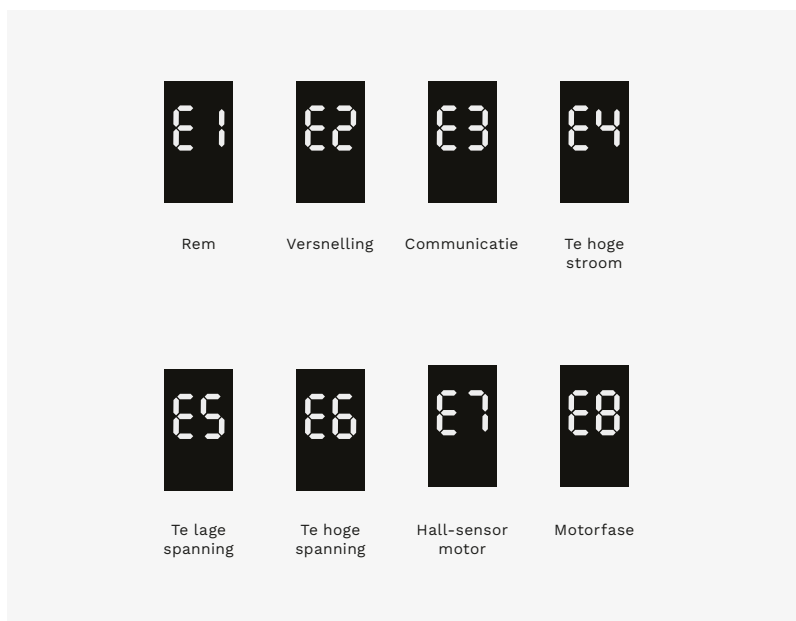 E1 E2 E3 E4
Rem Versnelling Communicatie Te hoge
stroom
E5 E6 E7 E8
Te lage Te hoge Hall-sensor Motorfase
spanning spanning motor